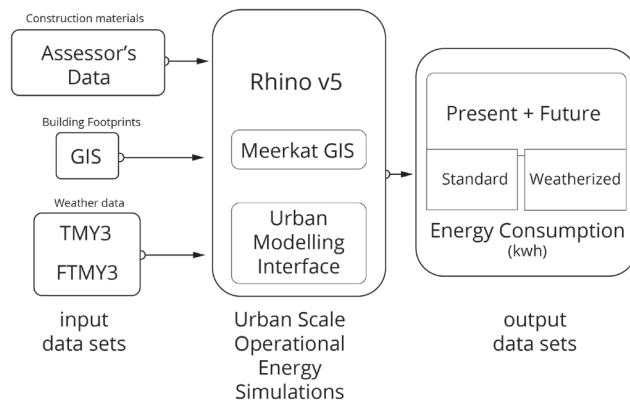 Construction materials
Assessor's
Data
Building Footprints
GIS
Weather data
TMY3
FTMY3
input
data sets
Rhino v5
Meerkat GIS
Urban
Modelling
Interface
Urban Scale
Operational
Energy
Simulations
Present + Future
Standard
Weatherized
Energy Consumption
(kwh)
output
data sets